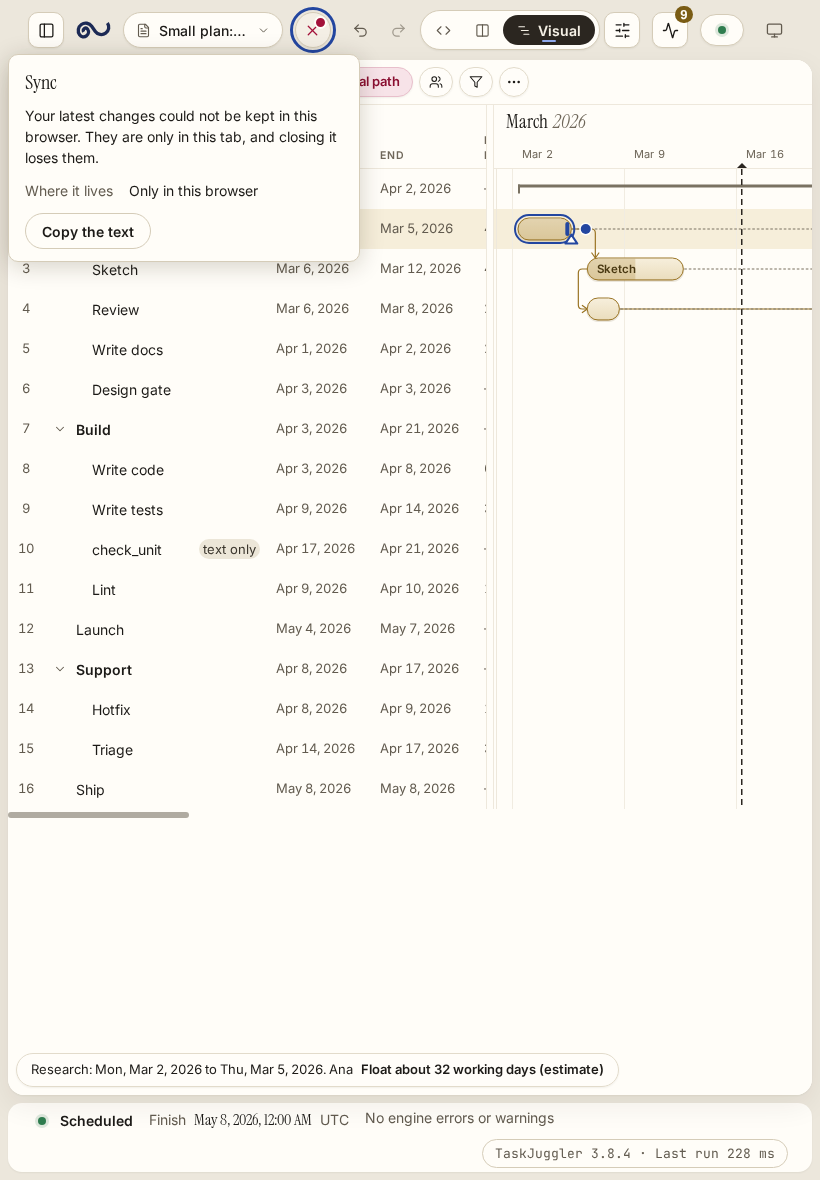 Small plan:...
Visual
9
Sync
Your latest changes could not be kept in this
browser. They are only in this tab, and closing it
loses them.
Where it lives Only in this browser
Copy the text
al path
March 2026
END
Mar 2 Mar 9 Mar 16
Apr 2, 2026
Mar 5, 2026
3 Sketch Mar 6, 2026 Mar 12, 2026
Sketch
4 Review Mar 6, 2026 Mar 8, 2026
5 Write docs Apr 1, 2026 Apr 2, 2026
6 Design gate Apr 3, 2026 Apr 3, 2026
7 Build Apr 3, 2026 Apr 21, 2026
8 Write code Apr 3, 2026 Apr 8, 2026
9 Write tests Apr 9, 2026 Apr 14, 2026
10 check_unit text only Apr 17, 2026 Apr 21, 2026
11 Lint Apr 9, 2026 Apr 10, 2026
12 Launch May 4, 2026 May 7, 2026
13 Support Apr 8, 2026 Apr 17, 2026
14 Hotfix Apr 8, 2026 Apr 9, 2026
15 Triage Apr 14, 2026 Apr 17, 2026
16 Ship May 8, 2026 May 8, 2026
Research: Mon, Mar 2, 2026 to Thu, Mar 5, 2026. Ana Float about 32 working days (estimate)
Scheduled Finish May 8, 2026, 12:00 AM UTC No engine errors or warnings
TaskJuggler 3.8.4 · Last run 228 ms